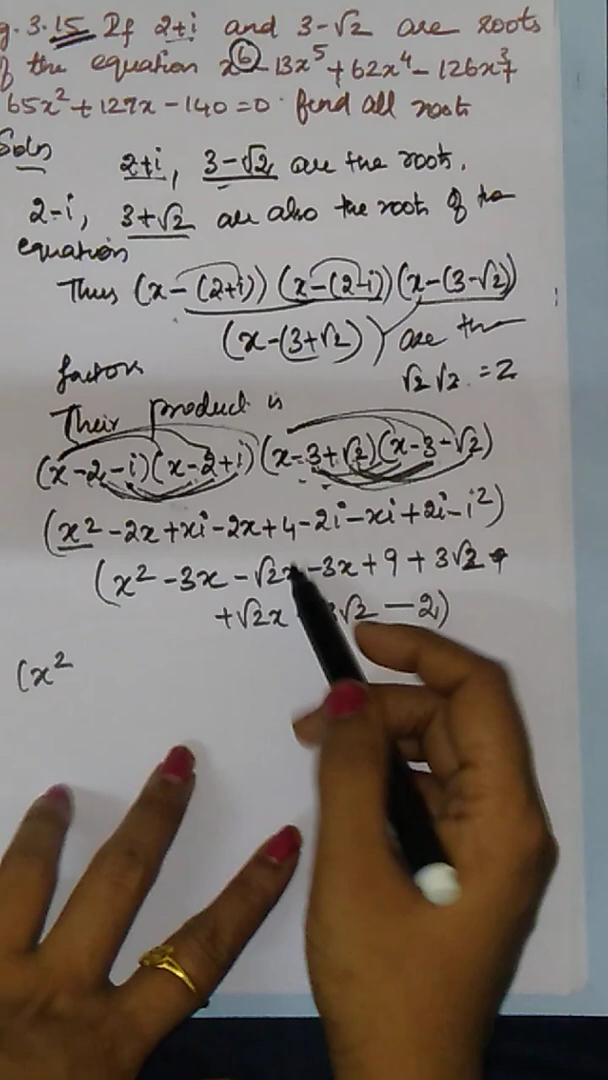 g. 3.15 If 2+i and 3-√2 are roots
of the equation x⁶-13x⁵+62x⁴-126x³+
65x²+127x-140=0. find all roots
Soln 2+i, 3-√2 are the roots.
2-i, 3+√2 are also the roots of the
equation
Thus (x-(2+i)) (x-(2-i)) (x-(3-√2))
(x-(3+√2)) are the
factors
√2 √2 = 2
Their product is
(x-2-i)(x-2+i)(x-3+√2)(x-3-√2)
(x²-2x+xi-2x+4-2i-xi+2i-i²)
(x²-3x-√2x-3x+9+3√2
+√2x 3√2-2)
(x²